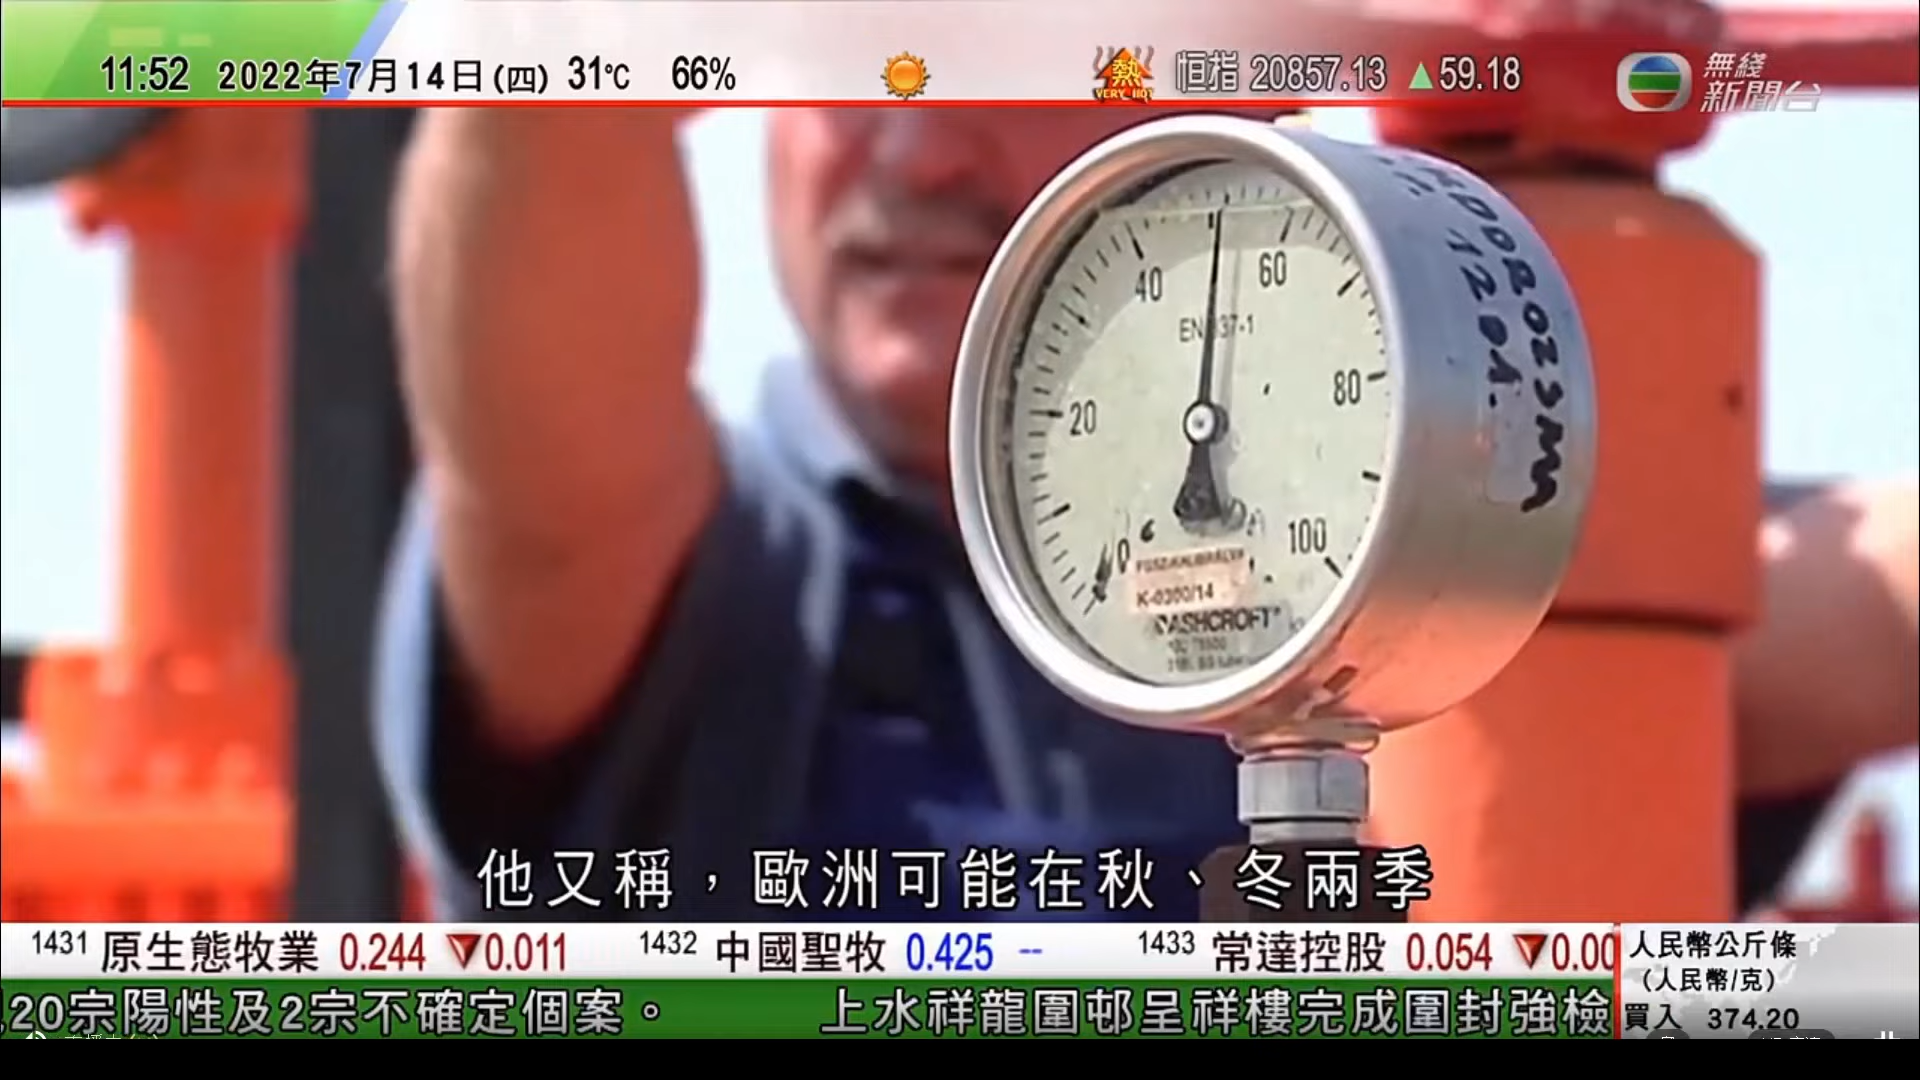 11:52 2022年7月14日(四) 31℃ 66% 熱 VERY HOT 恒指 20857.13 ▲59.18
無綫
新聞台
40
60
20
80
0
100
K-0300/14
ASHCROFT
他又稱，歐洲可能在秋、冬兩季
1431 原生態牧業 0.244 ▼0.011 1432 中國聖牧 0.425 -- 1433 常達控股 0.054 ▼0.00
20宗陽性及2宗不確定個案。 上水祥龍圍邨呈祥樓完成圍封強檢
人民幣公斤條
(人民幣/克)
買入 374.20